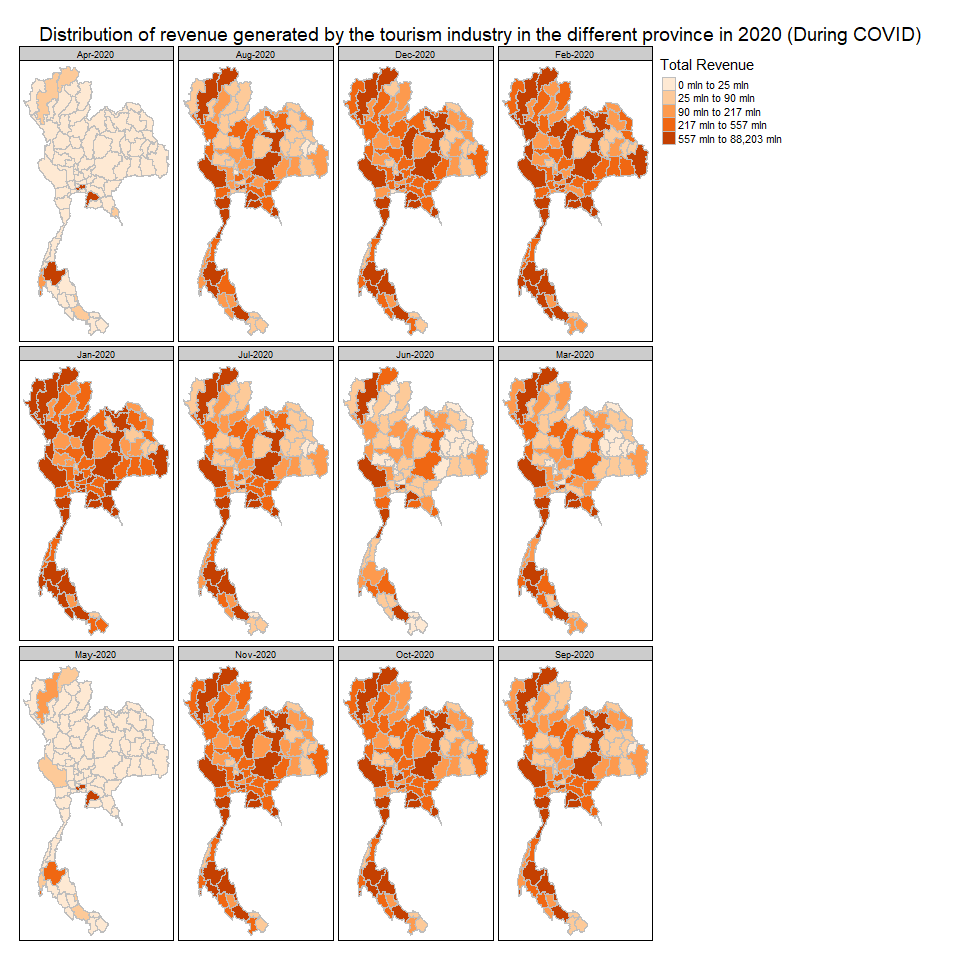 Distribution of revenue generated by the tourism industry in the different province in 2020 (During COVID)
Apr-2020
Aug-2020
Dec-2020
Feb-2020
Total Revenue
0 mln to 25 mln
25 mln to 90 mln
90 mln to 217 mln
217 mln to 557 mln
557 mln to 88,203 mln
Jan-2020
Jul-2020
Jun-2020
Mar-2020
May-2020
Nov-2020
Oct-2020
Sep-2020